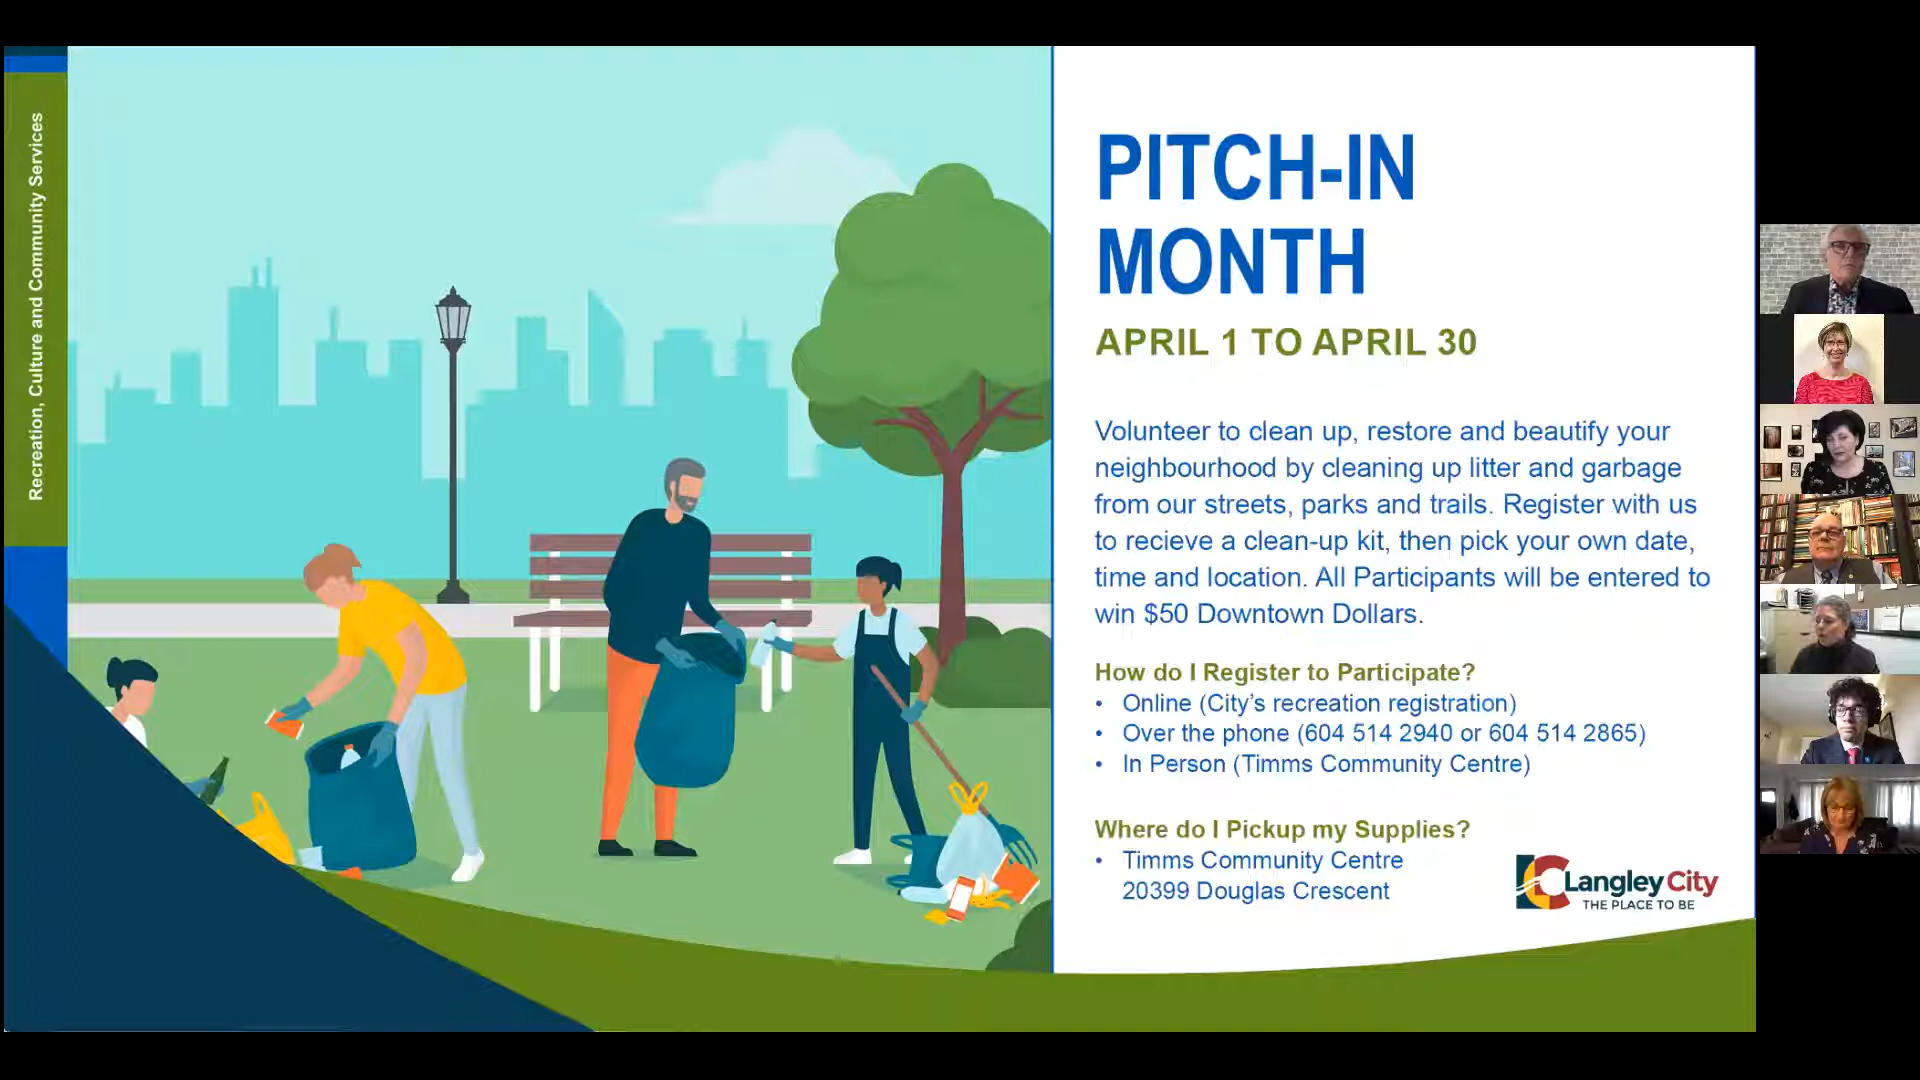 Recreation, Culture and Community Services
PITCH-IN
MONTH
APRIL 1 TO APRIL 30
Volunteer to clean up, restore and beautify your
neighbourhood by cleaning up litter and garbage
from our streets, parks and trails. Register with us
to recieve a clean-up kit, then pick your own date,
time and location. All Participants will be entered to
win $50 Downtown Dollars.
How do I Register to Participate?
• Online (City's recreation registration)
• Over the phone (604 514 2940 or 604 514 2865)
• In Person (Timms Community Centre)
Where do I Pickup my Supplies?
• Timms Community Centre
20399 Douglas Crescent
LC Langley City
THE PLACE TO BE